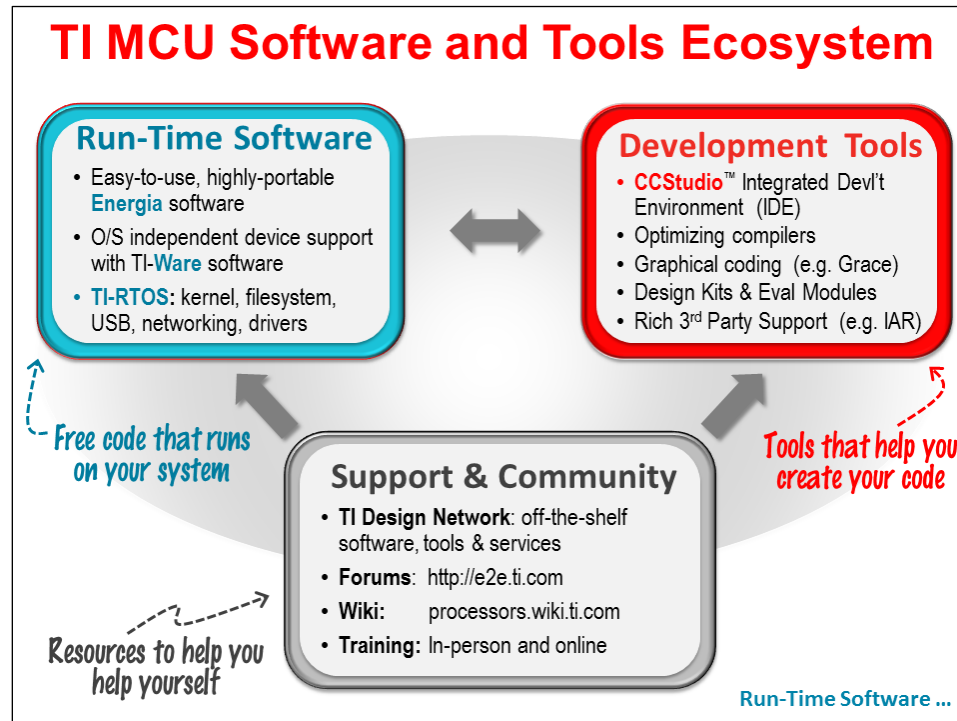 TI MCU Software and Tools Ecosystem
Run-Time Software
• Easy-to-use, highly-portable
Energia software
• O/S independent device support
with TI-Ware software
• TI-RTOS: kernel, filesystem,
USB, networking, drivers
Development Tools
• CCStudio™ Integrated Devl't
Environment (IDE)
• Optimizing compilers
• Graphical coding (e.g. Grace)
• Design Kits & Eval Modules
• Rich 3rd Party Support (e.g. IAR)
Free code that runs
on your system
Tools that help you
create your code
Support & Community
• TI Design Network: off-the-shelf
software, tools & services
• Forums: http://e2e.ti.com
• Wiki: processors.wiki.ti.com
• Training: In-person and online
Resources to help you
help yourself
Run-Time Software ...